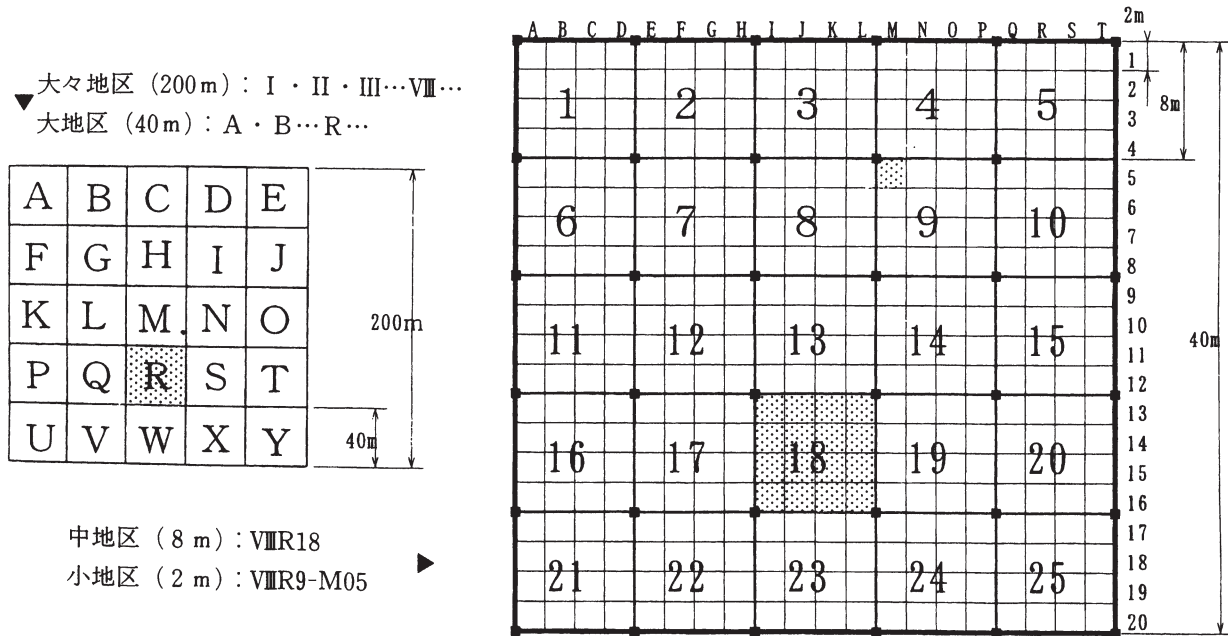 大々地区（200m）：Ⅰ・Ⅱ・Ⅲ…Ⅷ…
大地区（40m）：A・B…R…
A B C D E
F G H I J
K L M N O
P Q R S T
U V W X Y
200m
40m
中地区（8m）：ⅧR18
小地区（2m）：ⅧR9-M05
A B C D E F G H I J K L M N O P Q R S T
2m
8m
40m
1 2 3 4 5
6 7 8 9 10
11 12 13 14 15
16 17 18 19 20
21 22 23 24 25
1
2
3
4
5
6
7
8
9
10
11
12
13
14
15
16
17
18
19
20